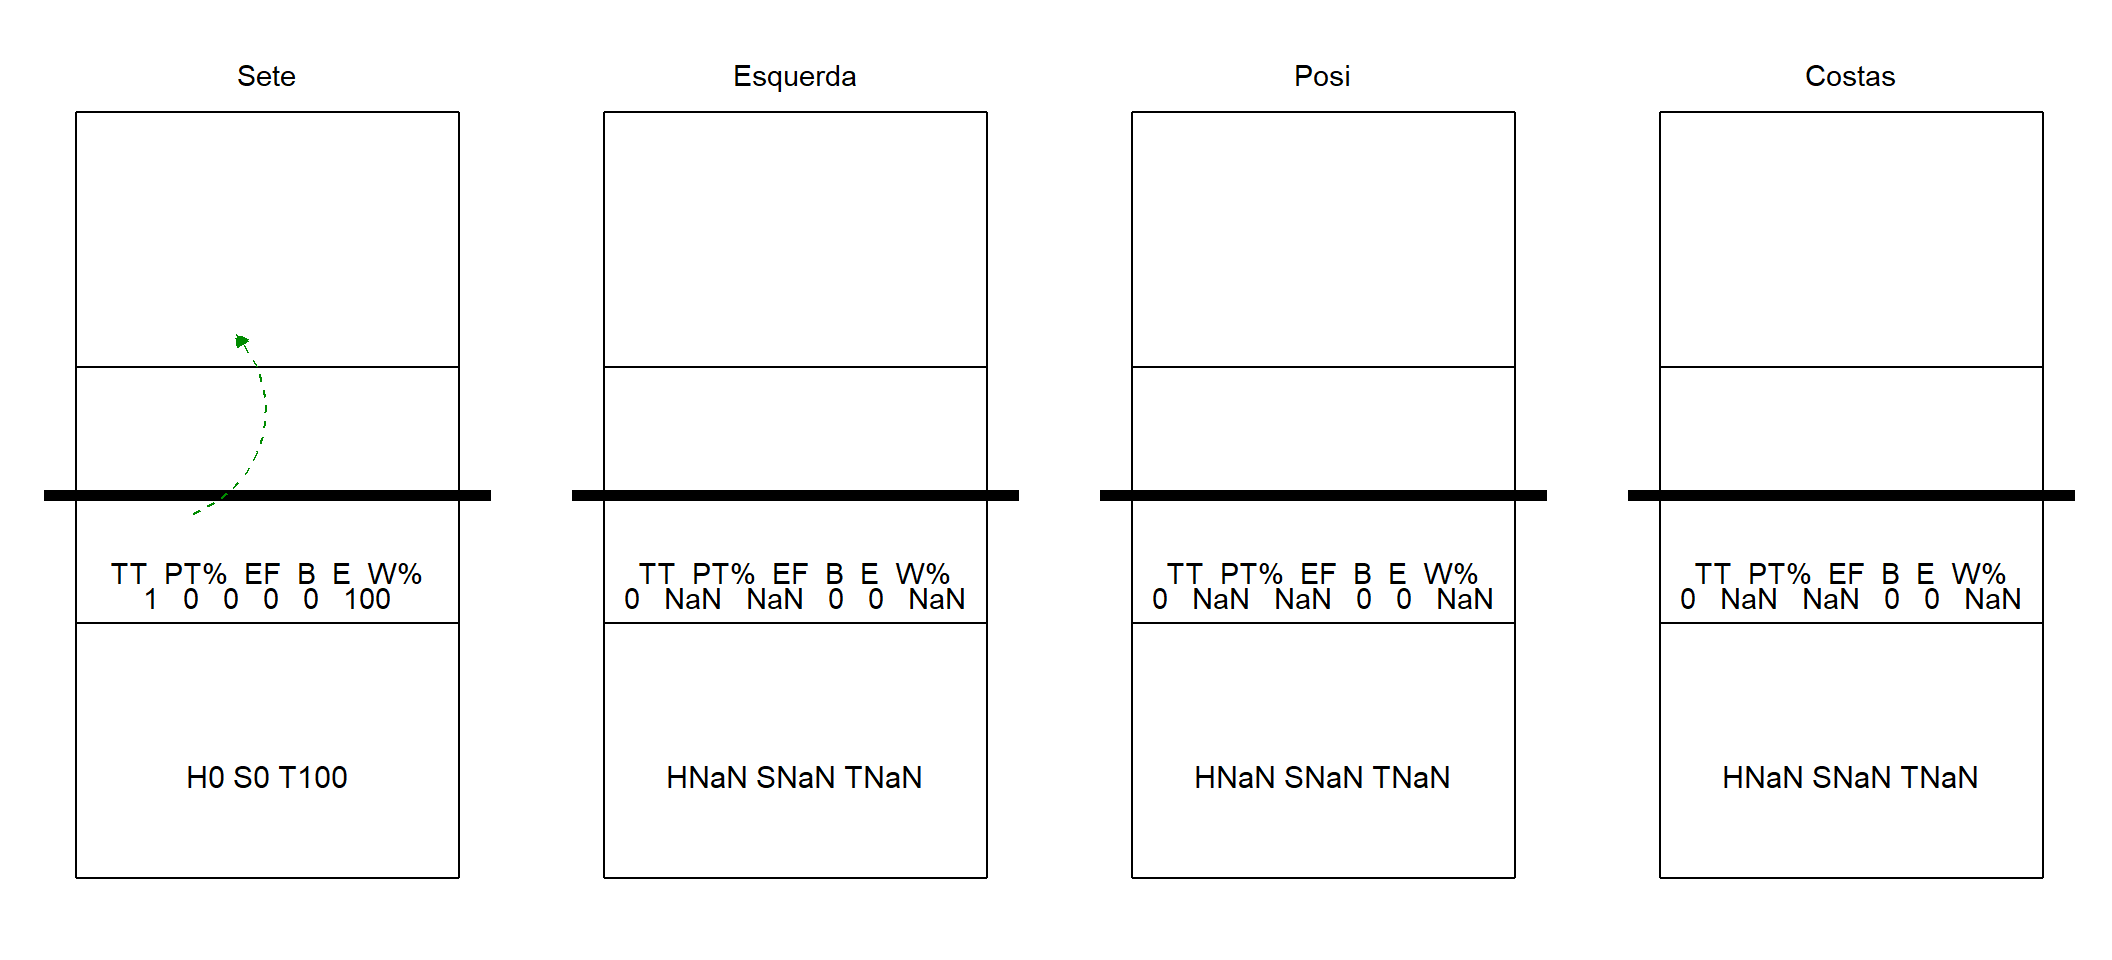 Sete
TT PT% EF B E W%
1 0 0 0 0 100
H0 S0 T100
Esquerda
TT PT% EF B E W%
0 NaN NaN 0 0 NaN
HNaN SNaN TNaN
Posi
TT PT% EF B E W%
0 NaN NaN 0 0 NaN
HNaN SNaN TNaN
Costas
TT PT% EF B E W%
0 NaN NaN 0 0 NaN
HNaN SNaN TNaN